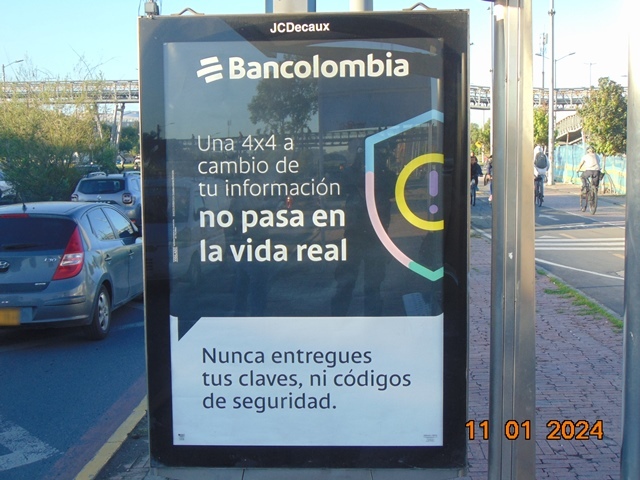 JCDecaux
Bancolombia
Una 4x4 a
cambio de
tu información
no pasa en
la vida real
Nunca entregues
tus claves, ni códigos
de seguridad.
11 01 2024